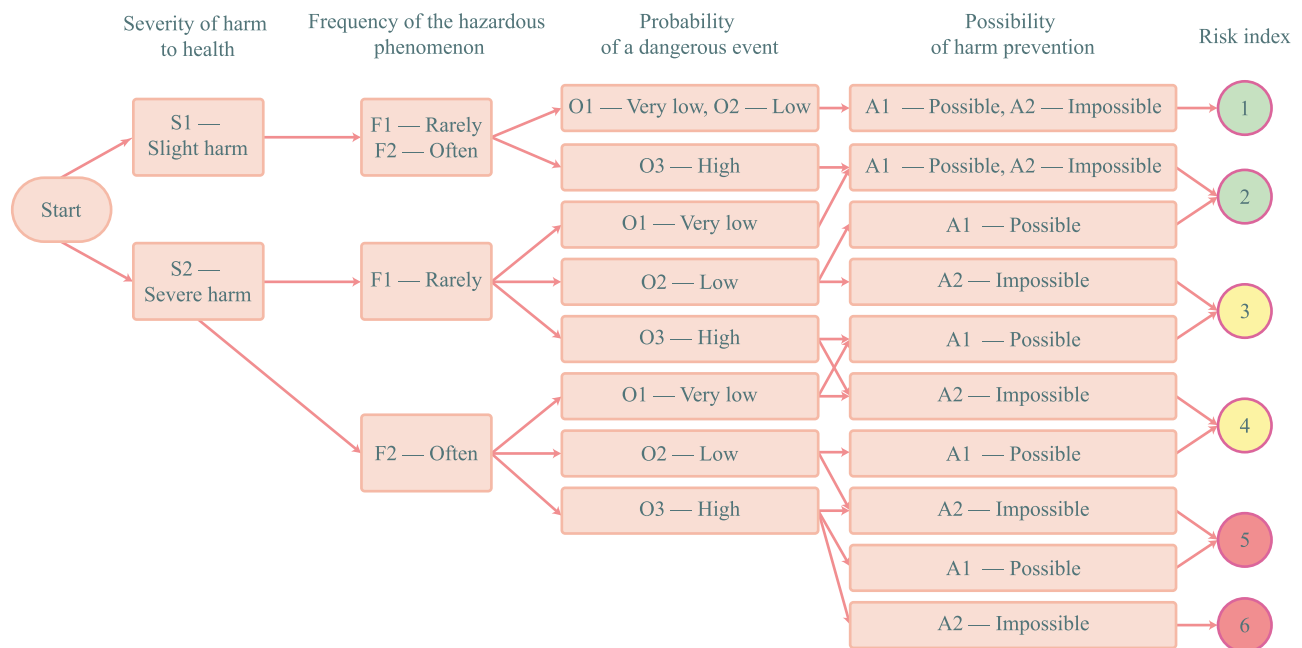 Severity of harm
to health
Frequency of the hazardous
phenomenon
Probability
of a dangerous event
Possibility
of harm prevention
Risk index
Start
S1 —
Slight harm
S2 —
Severe harm
F1 — Rarely
F2 — Often
F1 — Rarely
F2 — Often
O1 — Very low, O2 — Low
O3 — High
O1 — Very low
O2 — Low
O3 — High
O1 — Very low
O2 — Low
O3 — High
A1 — Possible, A2 — Impossible
A1 — Possible, A2 — Impossible
A1 — Possible
A2 — Impossible
A1 — Possible
A2 — Impossible
A1 — Possible
A2 — Impossible
A1 — Possible
A2 — Impossible
1
2
3
4
5
6